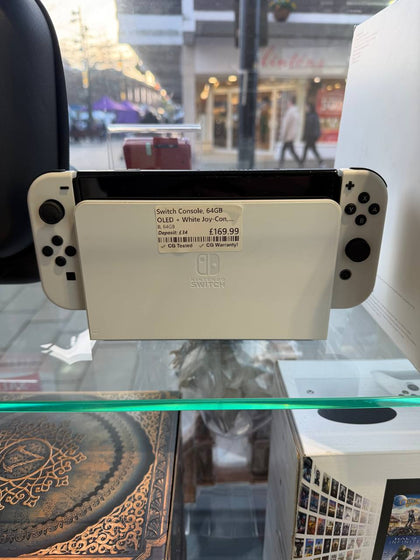 Switch Console, 64GB
OLED + White Joy-Con,...
B, 64GB
Deposit: £34
£169.99
✓ CG Tested ✓ CG Warranty!
NINTENDO
SWITCH